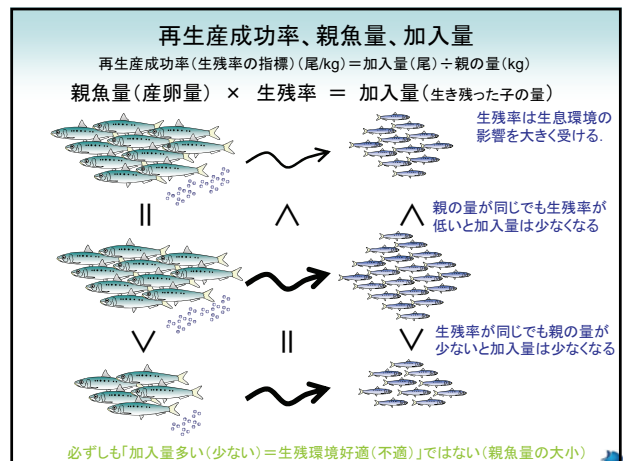 再生産成功率、親魚量、加入量
再生産成功率(生残率の指標)(尾/kg)=加入量(尾)÷親の量(kg)
親魚量(産卵量) × 生残率 = 加入量(生き残った子の量)
生残率は生息環境の
影響を大きく受ける.
|| ∧ ∧
親の量が同じでも生残率が
低いと加入量は少なくなる
∨ || ∨
生残率が同じでも親の量が
少ないと加入量は少なくなる
必ずしも「加入量多い(少ない)=生残環境好適(不適)」ではない(親魚量の大小)